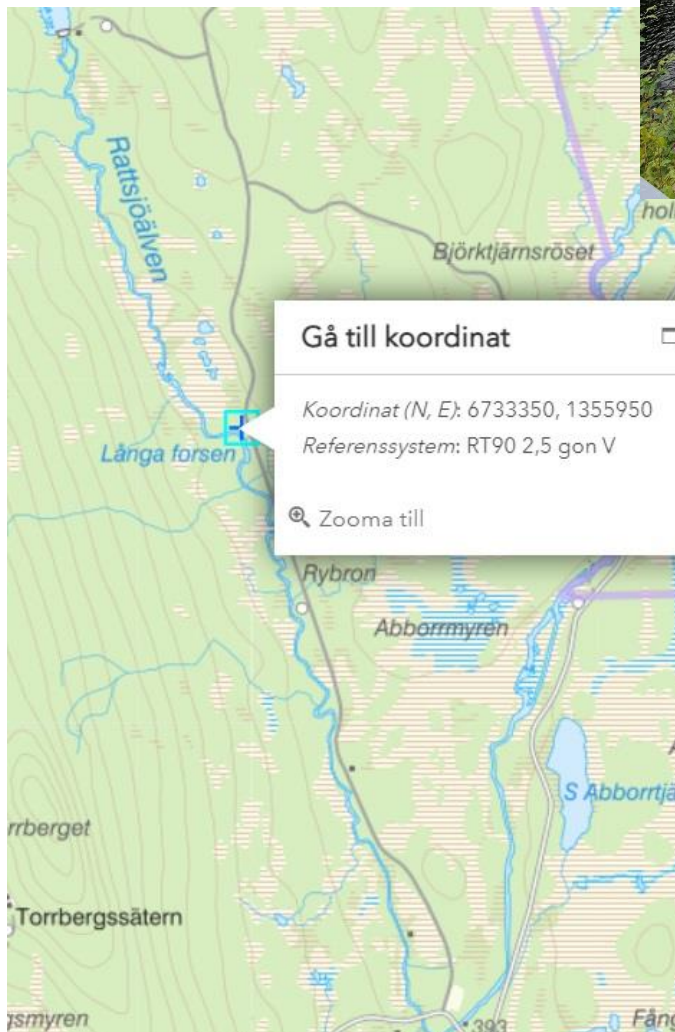 Rattsjöälven
Björktjärnsröset
Gå till koordinat
Koordinat (N, E): 6733350, 1355950
Referenssystem: RT90 2,5 gon V
Zooma till
Långa forsen
Rybron
Abborrmyren
S Abborrtjä
rrberget
Torrbergssätern
smyren
393
Fång